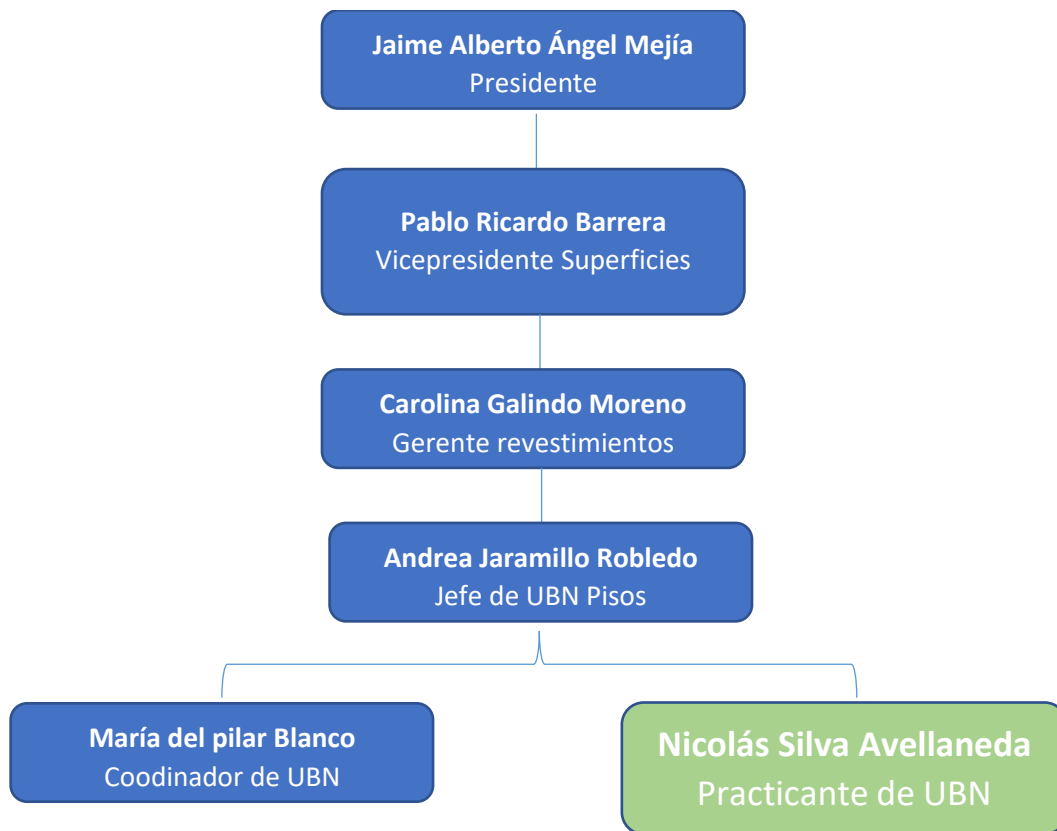 Jaime Alberto Ángel Mejía
Presidente
Pablo Ricardo Barrera
Vicepresidente Superficies
Carolina Galindo Moreno
Gerente revestimientos
Andrea Jaramillo Robledo
Jefe de UBN Pisos
María del pilar Blanco
Coodinador de UBN
Nicolás Silva Avellaneda
Practicante de UBN